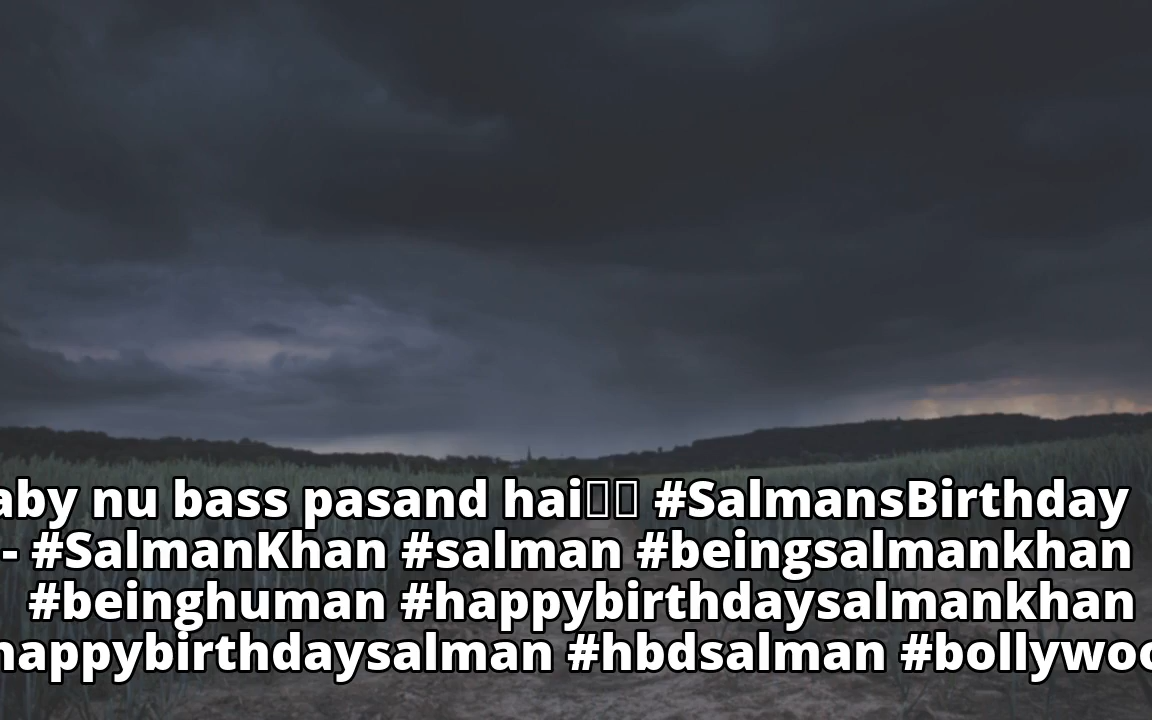 aby nu bass pasand hai #SalmansBirthday
- #SalmanKhan #salman #beingsalmankhan
#beinghuman #happybirthdaysalmankhan
happybirthdaysalman #hbdsalman #bollywoo